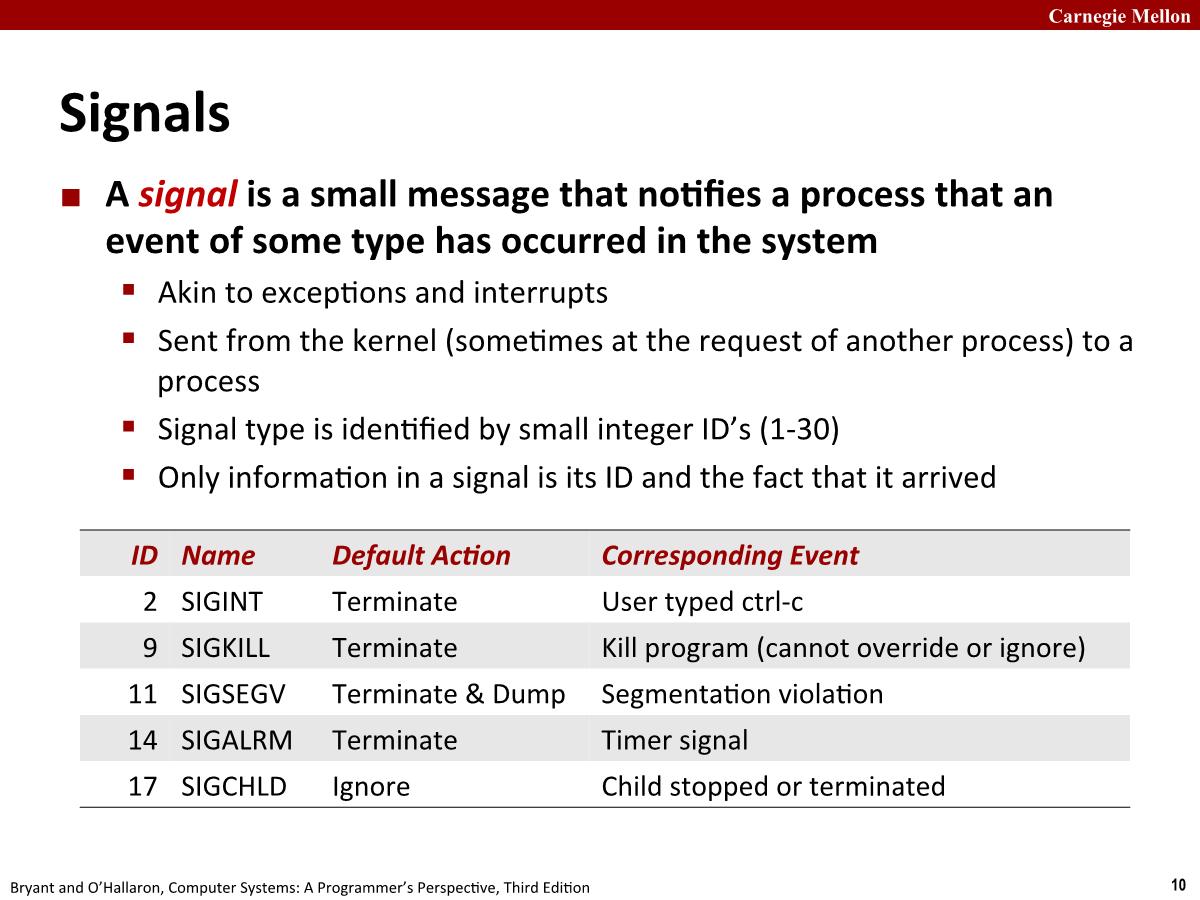 Carnegie Mellon
Signals
■ A signal is a small message that notifies a process that an
event of some type has occurred in the system
▪ Akin to exceptions and interrupts
▪ Sent from the kernel (sometimes at the request of another process) to a
process
▪ Signal type is identified by small integer ID’s (1-30)
▪ Only information in a signal is its ID and the fact that it arrived
ID Name Default Action Corresponding Event
2 SIGINT Terminate User typed ctrl-c
9 SIGKILL Terminate Kill program (cannot override or ignore)
11 SIGSEGV Terminate & Dump Segmentation violation
14 SIGALRM Terminate Timer signal
17 SIGCHLD Ignore Child stopped or terminated
Bryant and O’Hallaron, Computer Systems: A Programmer’s Perspective, Third Edition 10